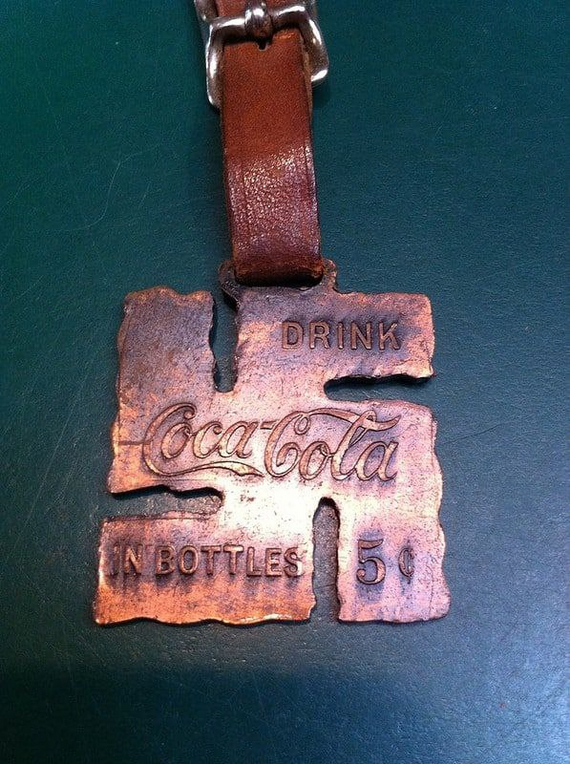 DRINK
Coca-Cola
IN BOTTLES 5¢